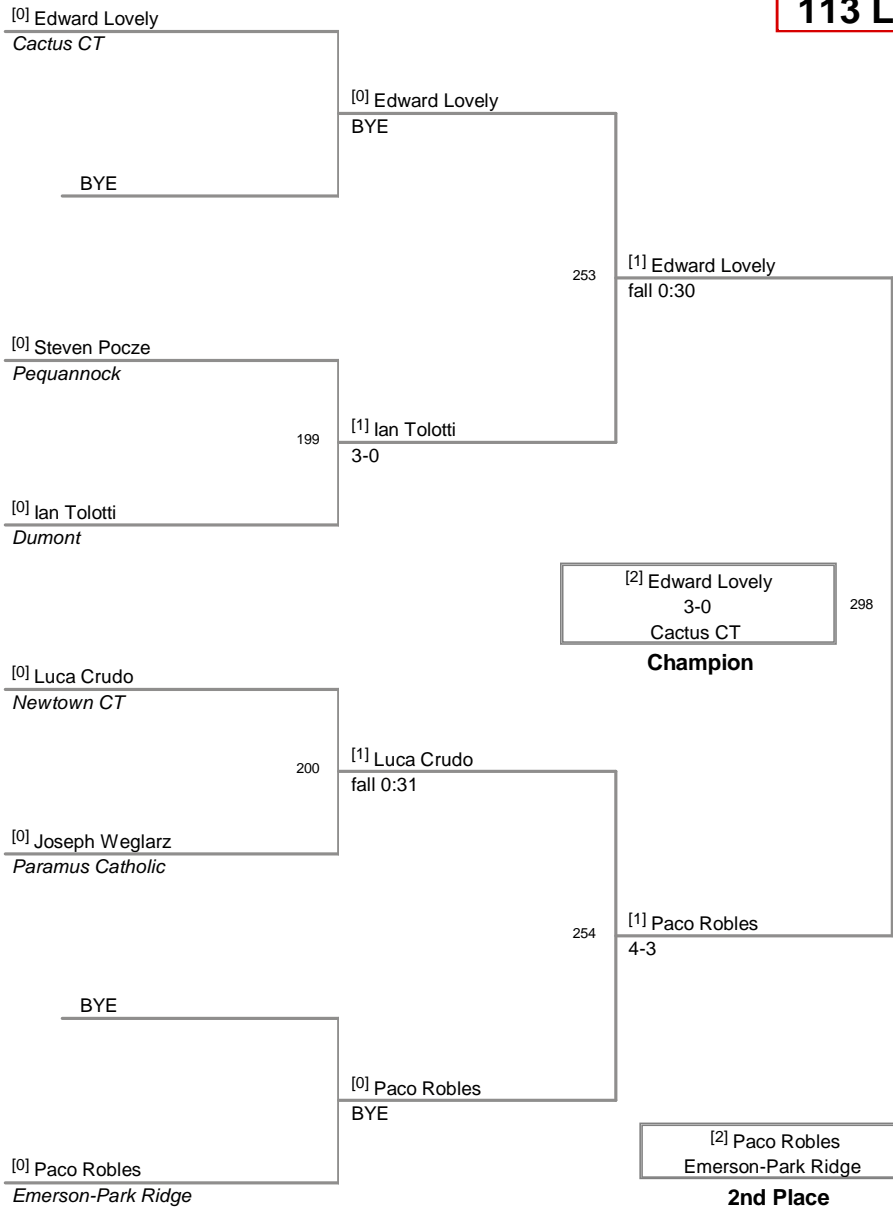 113 L
[0] Edward Lovely
Cactus CT
[0] Edward Lovely
BYE
BYE
253
[1] Edward Lovely
fall 0:30
[0] Steven Pocze
Pequannock
199
[1] Ian Tolotti
3-0
[0] Ian Tolotti
Dumont
[2] Edward Lovely
3-0
Cactus CT
298
Champion
[0] Luca Crudo
Newtown CT
200
[1] Luca Crudo
fall 0:31
[0] Joseph Weglarz
Paramus Catholic
254
[1] Paco Robles
4-3
BYE
[0] Paco Robles
BYE
[0] Paco Robles
Emerson-Park Ridge
[2] Paco Robles
Emerson-Park Ridge
2nd Place